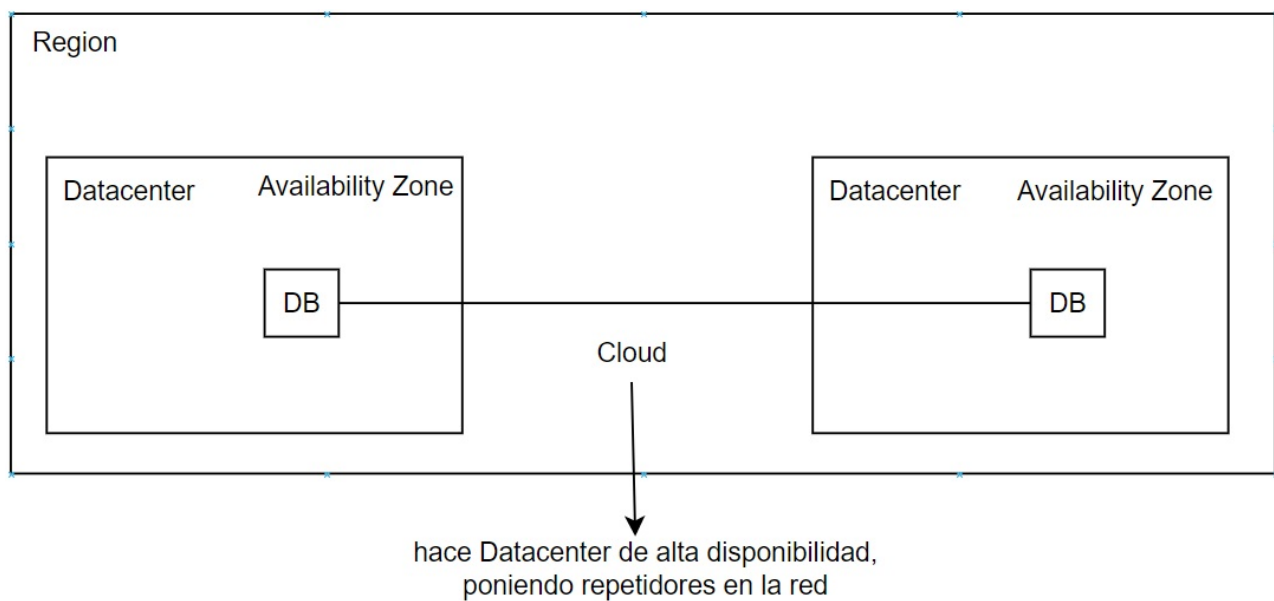 Region
Datacenter
Availability Zone
Datacenter
Availability Zone
DB
DB
Cloud
hace Datacenter de alta disponibilidad,
poniendo repetidores en la red